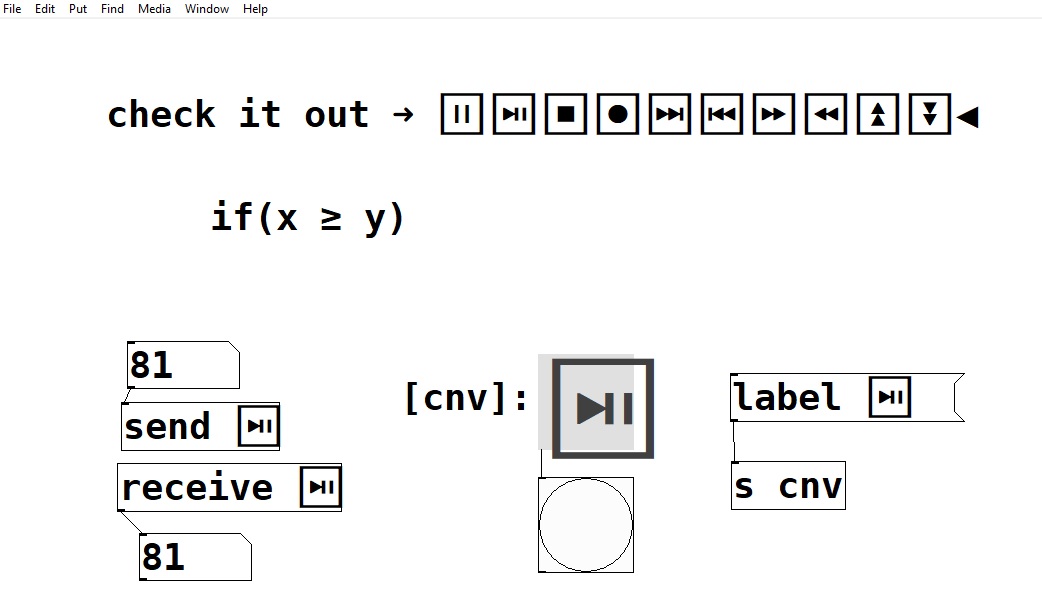 File Edit Put Find Media Window Help
check it out → ⏸ ⏯ ⏹ ⏺ ⏭ ⏮ ⏩ ⏪ ⏫ ⏬ ◀
if(x ≥ y)
81
send ⏯
receive ⏯
81
[cnv]: ⏯
label ⏯
s cnv